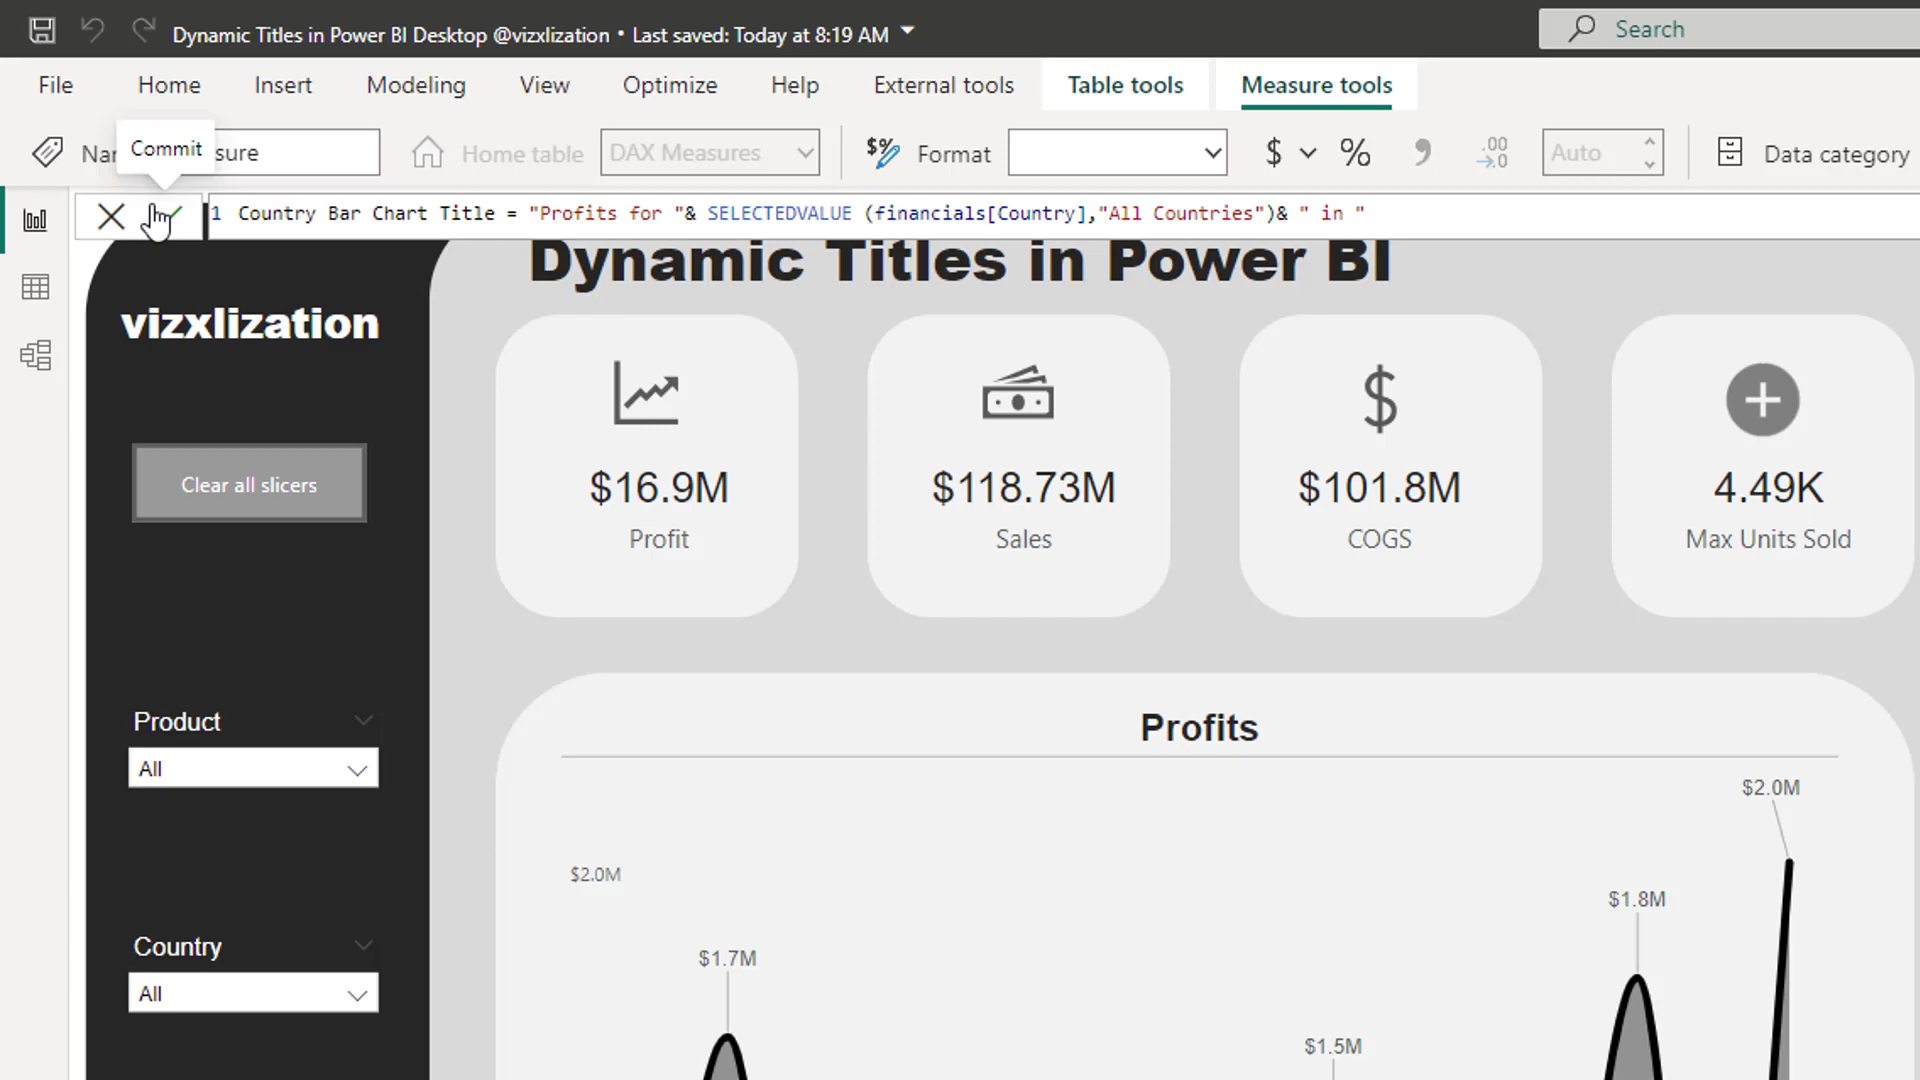 Dynamic Titles in Power BI Desktop @vizxlization • Last saved: Today at 8:19 AM
Search
File Home Insert Modeling View Optimize Help External tools Table tools Measure tools
Commit
Home table DAX Measures Format $ % Auto Data category
1 Country Bar Chart Title = "Profits for "& SELECTEDVALUE (financials[Country],"All Countries")& " in "
Dynamic Titles in Power BI
vizxlization
$16.9M
Profit
$118.73M
Sales
$101.8M
COGS
4.49K
Max Units Sold
Clear all slicers
Product
All
Country
All
Profits
$2.0M
$2.0M
$1.8M
$1.7M
$1.5M